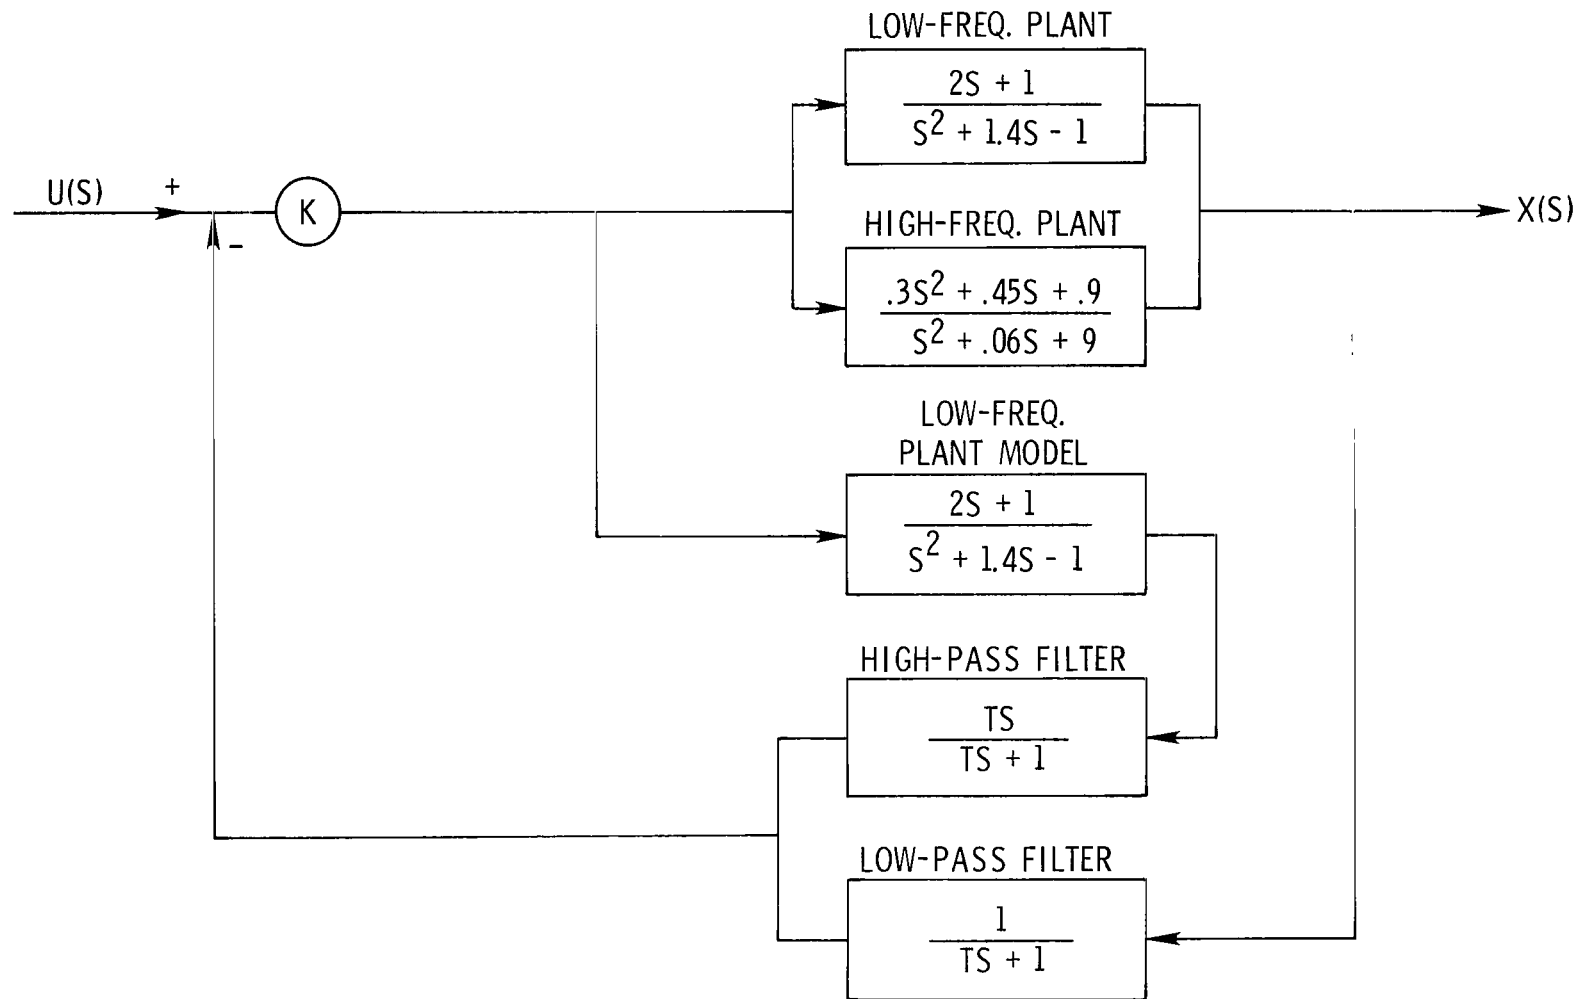 LOW-FREQ. PLANT
2S + 1
S² + 1.4S - 1
U(S)
+
K
-
X(S)
HIGH-FREQ. PLANT
.3S² + .45S + .9
S² + .06S + 9
LOW-FREQ.
PLANT MODEL
2S + 1
S² + 1.4S - 1
HIGH-PASS FILTER
TS
TS + 1
LOW-PASS FILTER
1
TS + 1